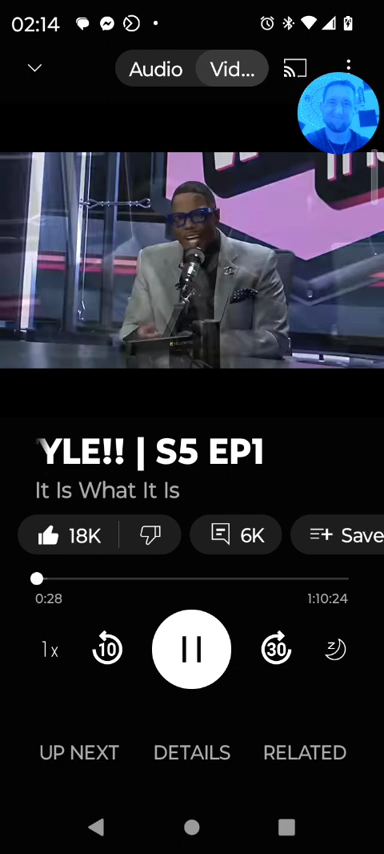 02:14
Audio
Vid...
YLE!! | S5 EP1
It Is What It Is
18K
6K
Save
0:28
1:10:24
1x
10
30
z
UP NEXT
DETAILS
RELATED